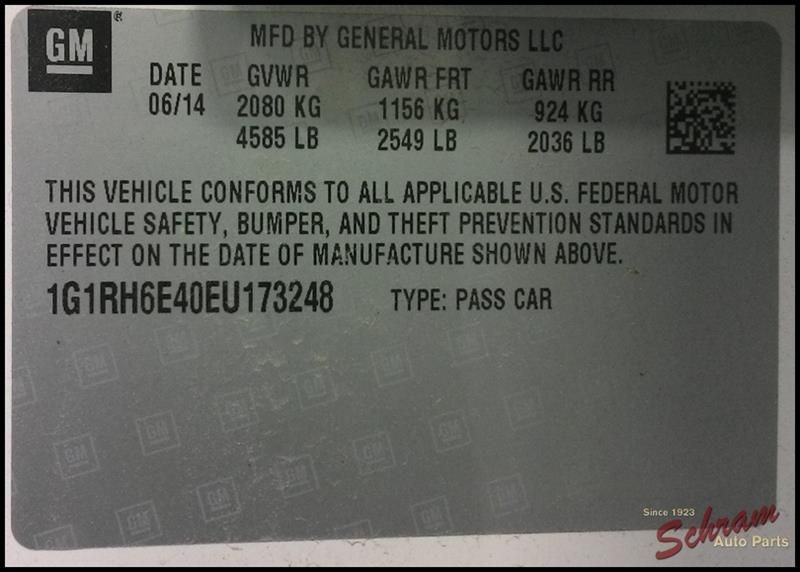 GM
MFD BY GENERAL MOTORS LLC
DATE GVWR GAWR FRT GAWR RR
06/14 2080 KG 1156 KG 924 KG
4585 LB 2549 LB 2036 LB
THIS VEHICLE CONFORMS TO ALL APPLICABLE U.S. FEDERAL MOTOR
VEHICLE SAFETY, BUMPER, AND THEFT PREVENTION STANDARDS IN
EFFECT ON THE DATE OF MANUFACTURE SHOWN ABOVE.
1G1RH6E40EU173248 TYPE: PASS CAR
Since 1923
Schram
Auto Parts